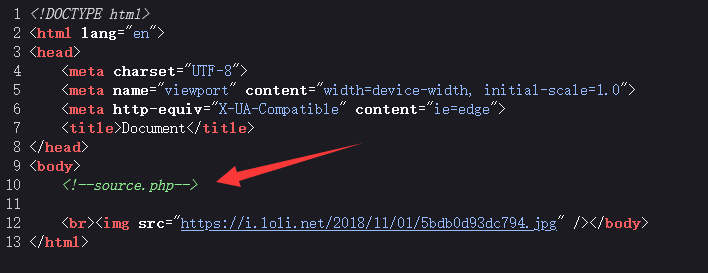 1 <!DOCTYPE html>
2 <html lang="en">
3 <head>
4 <meta charset="UTF-8">
5 <meta name="viewport" content="width=device-width, initial-scale=1.0">
6 <meta http-equiv="X-UA-Compatible" content="ie=edge">
7 <title>Document</title>
8 </head>
9 <body>
10 <!--source.php-->
11
12 <br><img src="https://i.loli.net/2018/11/01/5bdb0d93dc794.jpg" /></body>
13 </html>